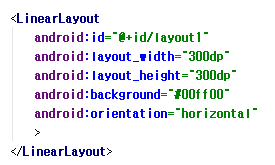 <LinearLayout
android:id="@+id/layout1"
android:layout_width="300dp"
android:layout_height="300dp"
android:background="#00ff00"
android:orientation="horizontal"
>
</LinearLayout>